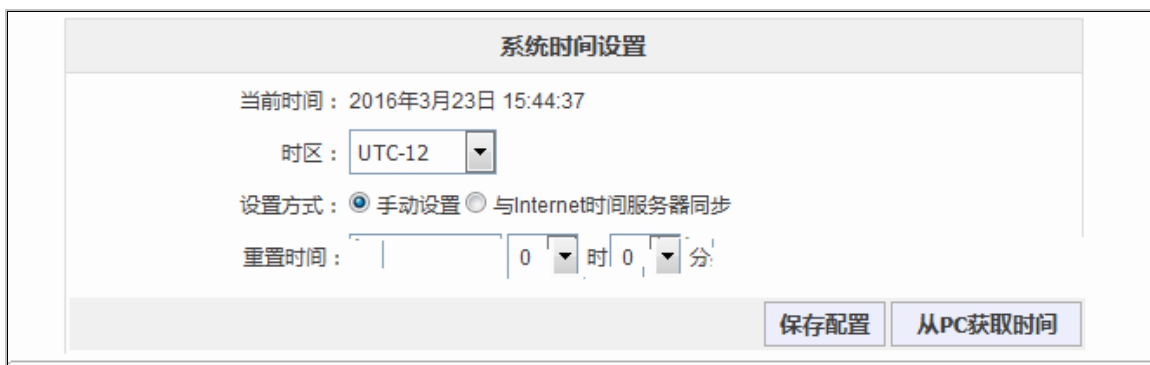 系统时间设置
当前时间：2016年3月23日 15:44:37
时区：UTC-12
设置方式：手动设置 与Internet时间服务器同步
重置时间：0 时 0 分
保存配置 从PC获取时间